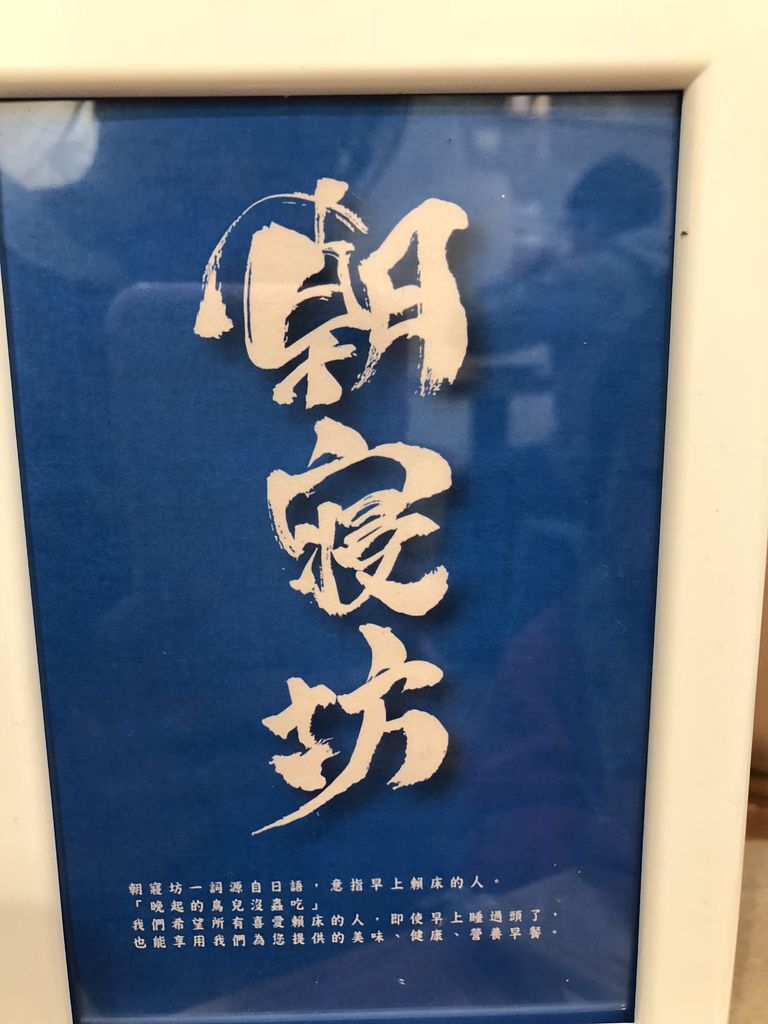 朝寝坊
朝寢坊一詞源自日語，意指早上賴床的人。
「晚起的鳥兒沒蟲吃」
我們希望所有喜愛賴床的人，即使早上睡過頭了，
也能享用我們為您提供的美味、健康、營養早餐。